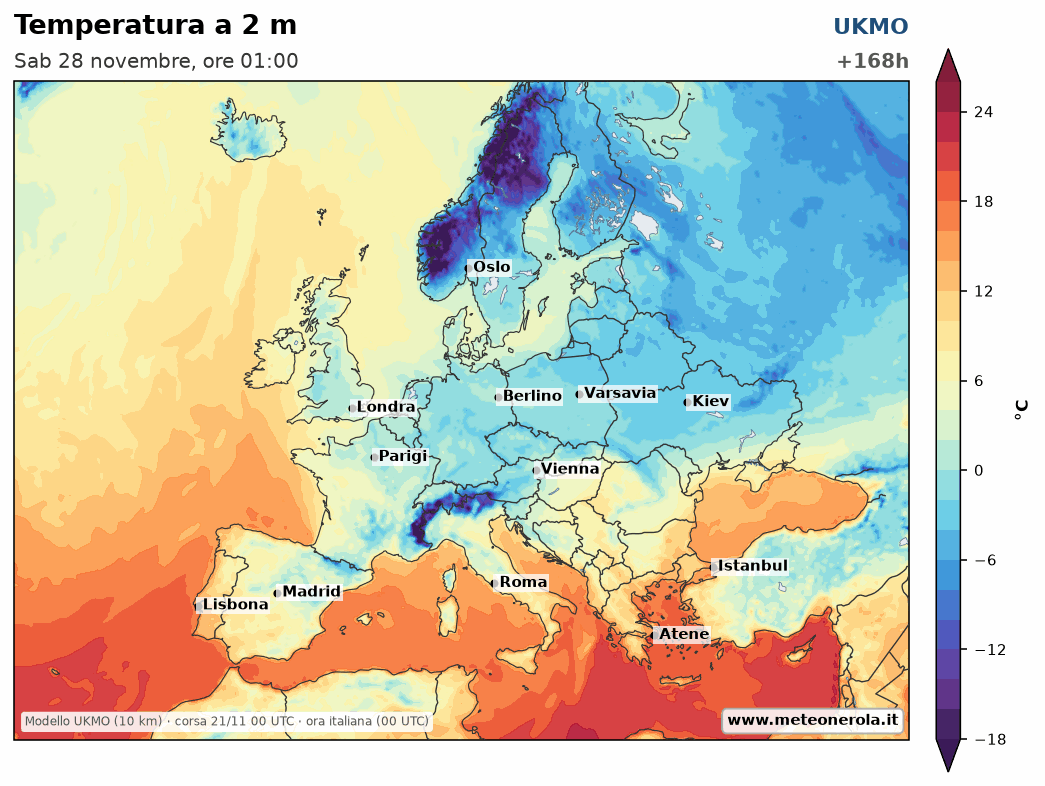 Temperatura a 2 m
UKMO
Sab 28 novembre, ore 01:00
+168h
24
18
12
6
0
−6
−12
−18
°C
Oslo
Londra
Berlino
Varsavia
Kiev
Parigi
Vienna
Madrid
Lisbona
Roma
Istanbul
Atene
Modello UKMO (10 km) · corsa 21/11 00 UTC · ora italiana (00 UTC)
www.meteonerola.it